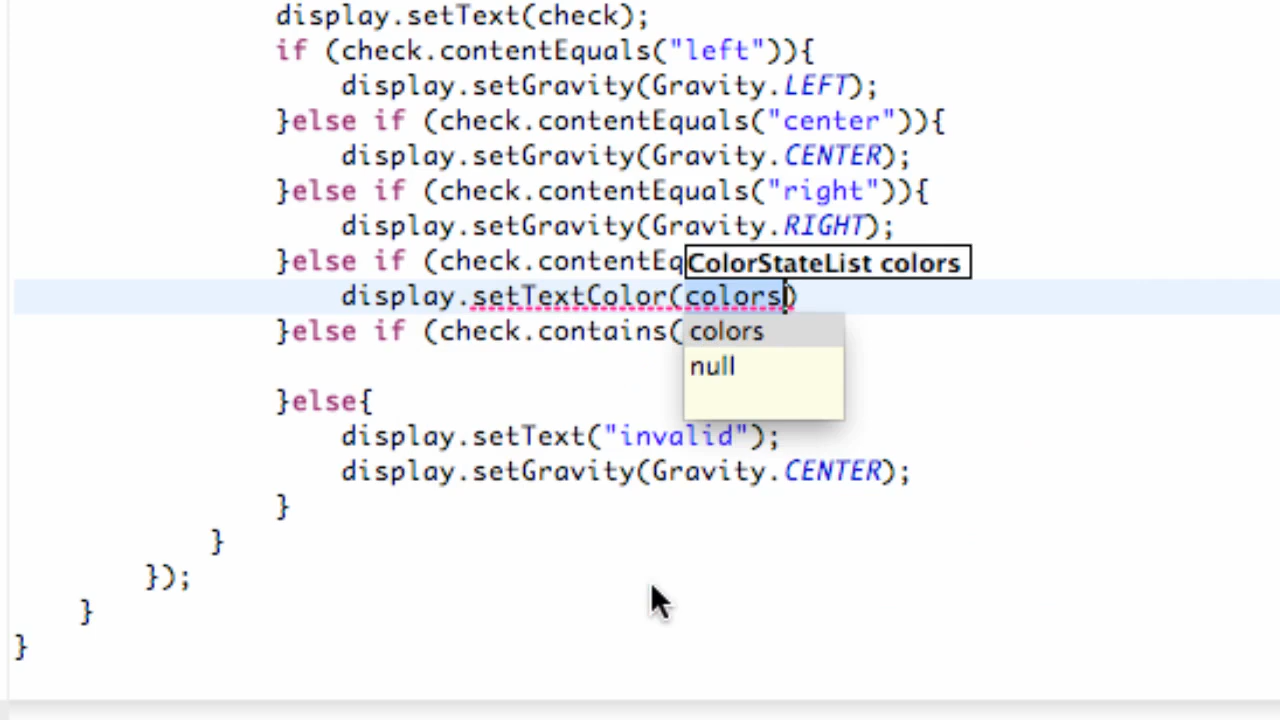 display.setText(check);
if (check.contentEquals("left")){
display.setGravity(Gravity.LEFT);
}else if (check.contentEquals("center")){
display.setGravity(Gravity.CENTER);
}else if (check.contentEquals("right")){
display.setGravity(Gravity.RIGHT);
}else if (check.contentEq
ColorStateList colors
display.setTextColor(colors)
}else if (check.contains(
colors
null
}else{
display.setText("invalid");
display.setGravity(Gravity.CENTER);
}
}
});
}
}